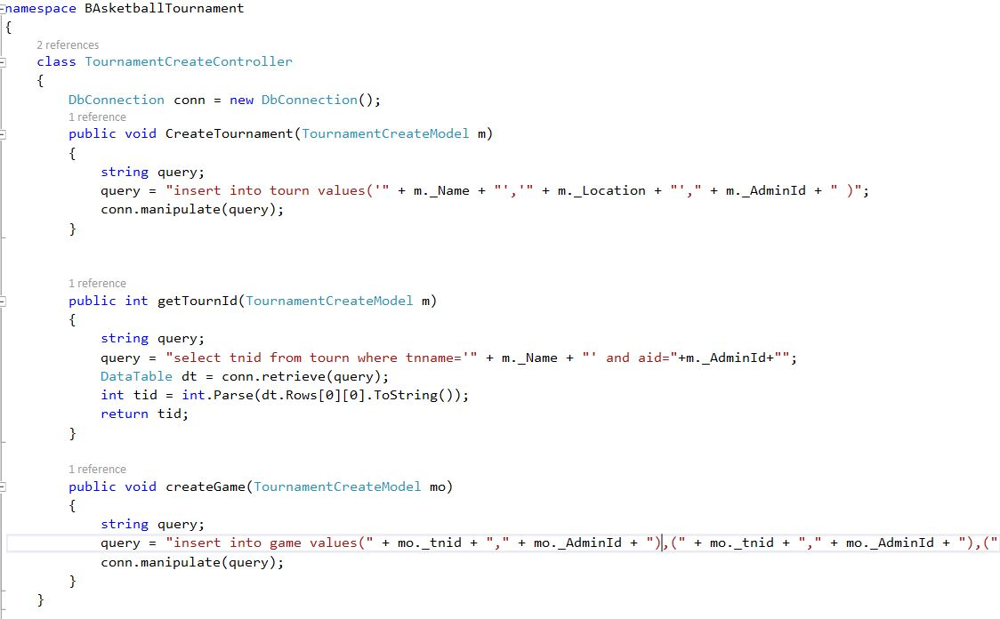 namespace BAsketballTournament
{
2 references
class TournamentCreateController
{
DbConnection conn = new DbConnection();
1 reference
public void CreateTournament(TournamentCreateModel m)
{
string query;
query = "insert into tourn values('" + m._Name + "','" + m._Location + "'," + m._AdminId + " )";
conn.manipulate(query);
}
1 reference
public int getTournId(TournamentCreateModel m)
{
string query;
query = "select tnid from tourn where tnname='" + m._Name + "' and aid="+m._AdminId+"";
DataTable dt = conn.retrieve(query);
int tid = int.Parse(dt.Rows[0][0].ToString());
return tid;
}
1 reference
public void createGame(TournamentCreateModel mo)
{
string query;
query = "insert into game values(" + mo._tnid + "," + mo._AdminId + "),(" + mo._tnid + "," + mo._AdminId + "),("
conn.manipulate(query);
}
}